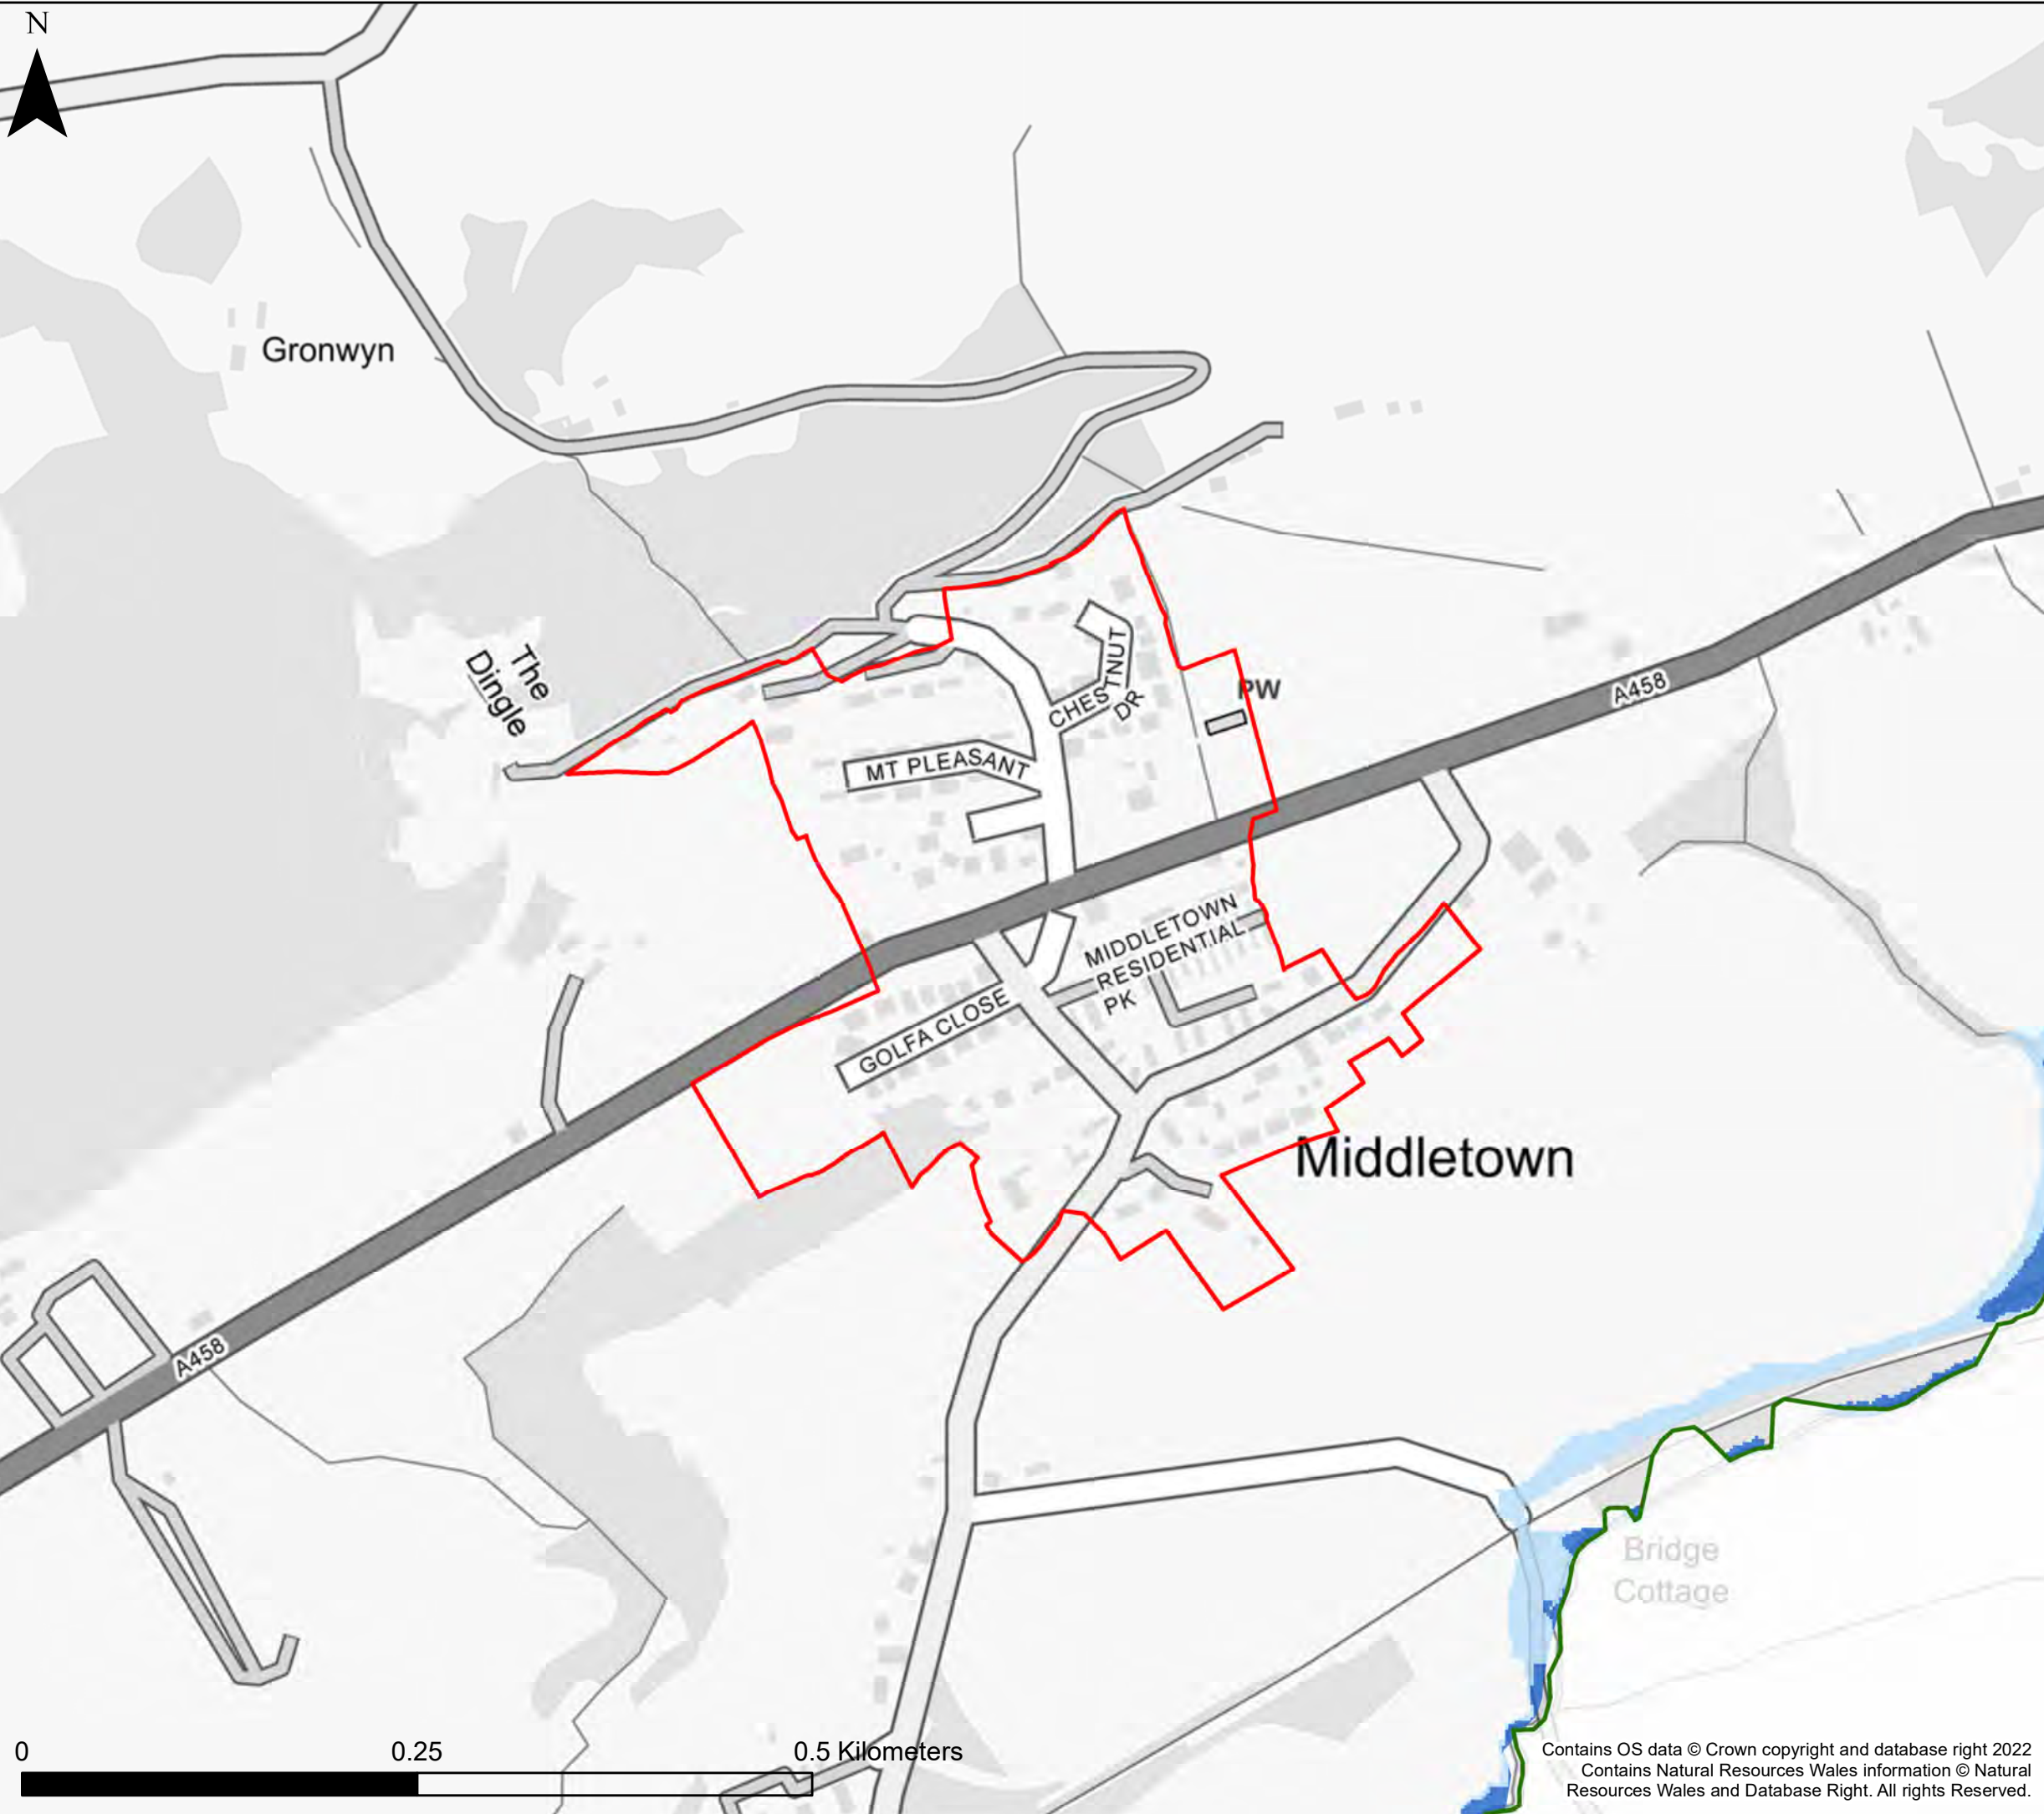 N
Gronwyn
The
Dingle
CHESTNUT
DR
PW
A458
MT PLEASANT
MIDDLETOWN
RESIDENTIAL
PK
GOLFA CLOSE
Middletown
A458
Bridge
Cottage
0
0.25
0.5 Kilometers
Contains OS data © Crown copyright and database right 2022
Contains Natural Resources Wales information © Natural
Resources Wales and Database Right. All rights Reserved.